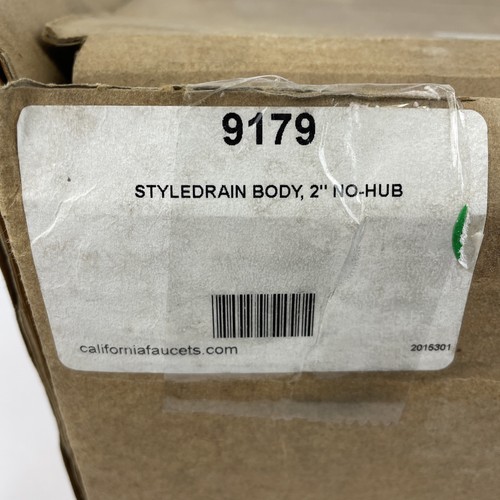 9179
STYLEDRAIN BODY, 2" NO-HUB
californiafaucets.com
2015301